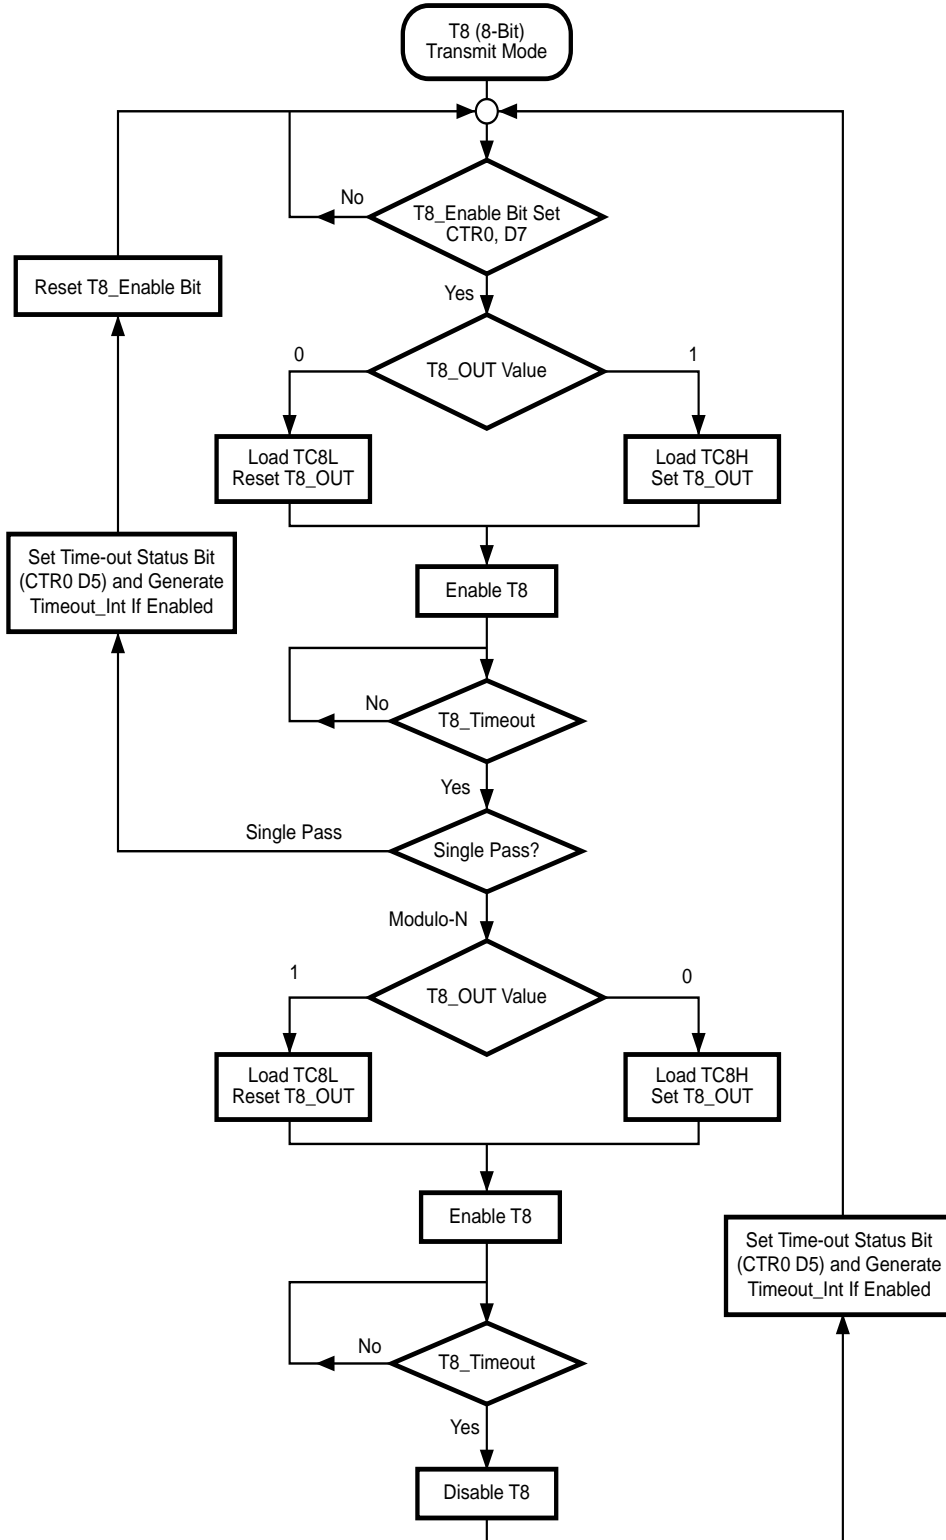 T8 (8-Bit)
Transmit Mode
No
T8_Enable Bit Set
CTR0, D7
Reset T8_Enable Bit
Yes
0
T8_OUT Value
1
Load TC8L
Reset T8_OUT
Load TC8H
Set T8_OUT
Set Time-out Status Bit
(CTR0 D5) and Generate
Timeout_Int If Enabled
Enable T8
No
T8_Timeout
Yes
Single Pass
Single Pass?
Modulo-N
1
T8_OUT Value
0
Load TC8L
Reset T8_OUT
Load TC8H
Set T8_OUT
Enable T8
Set Time-out Status Bit
(CTR0 D5) and Generate
Timeout_Int If Enabled
No
T8_Timeout
Yes
Disable T8